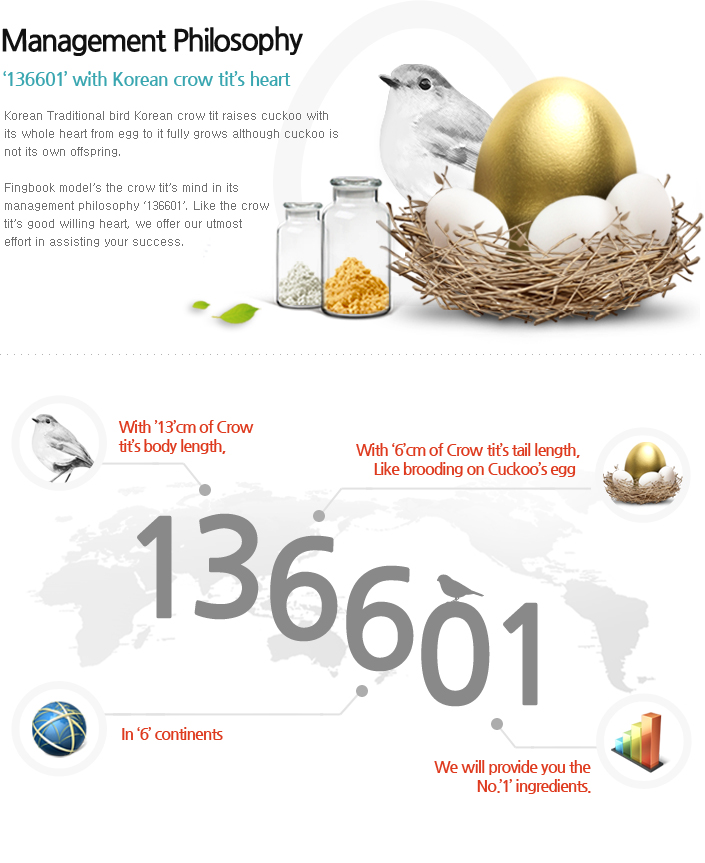 Management Philosophy
‘136601’ with Korean crow tit’s heart
Korean Traditional bird Korean crow tit raises cuckoo with
its whole heart from egg to it fully grows although cuckoo is
not its own offspring.
Fingbook model’s the crow tit’s mind in its
management philosophy ‘136601’. Like the crow
tit’s good willing heart, we offer our utmost
effort in assisting your success.
With ’13’cm of Crow
tit’s body length,
With ‘6’cm of Crow tit’s tail length,
Like brooding on Cuckoo’s egg
136601
In ‘6’ continents
We will provide you the
No.’1’ ingredients.